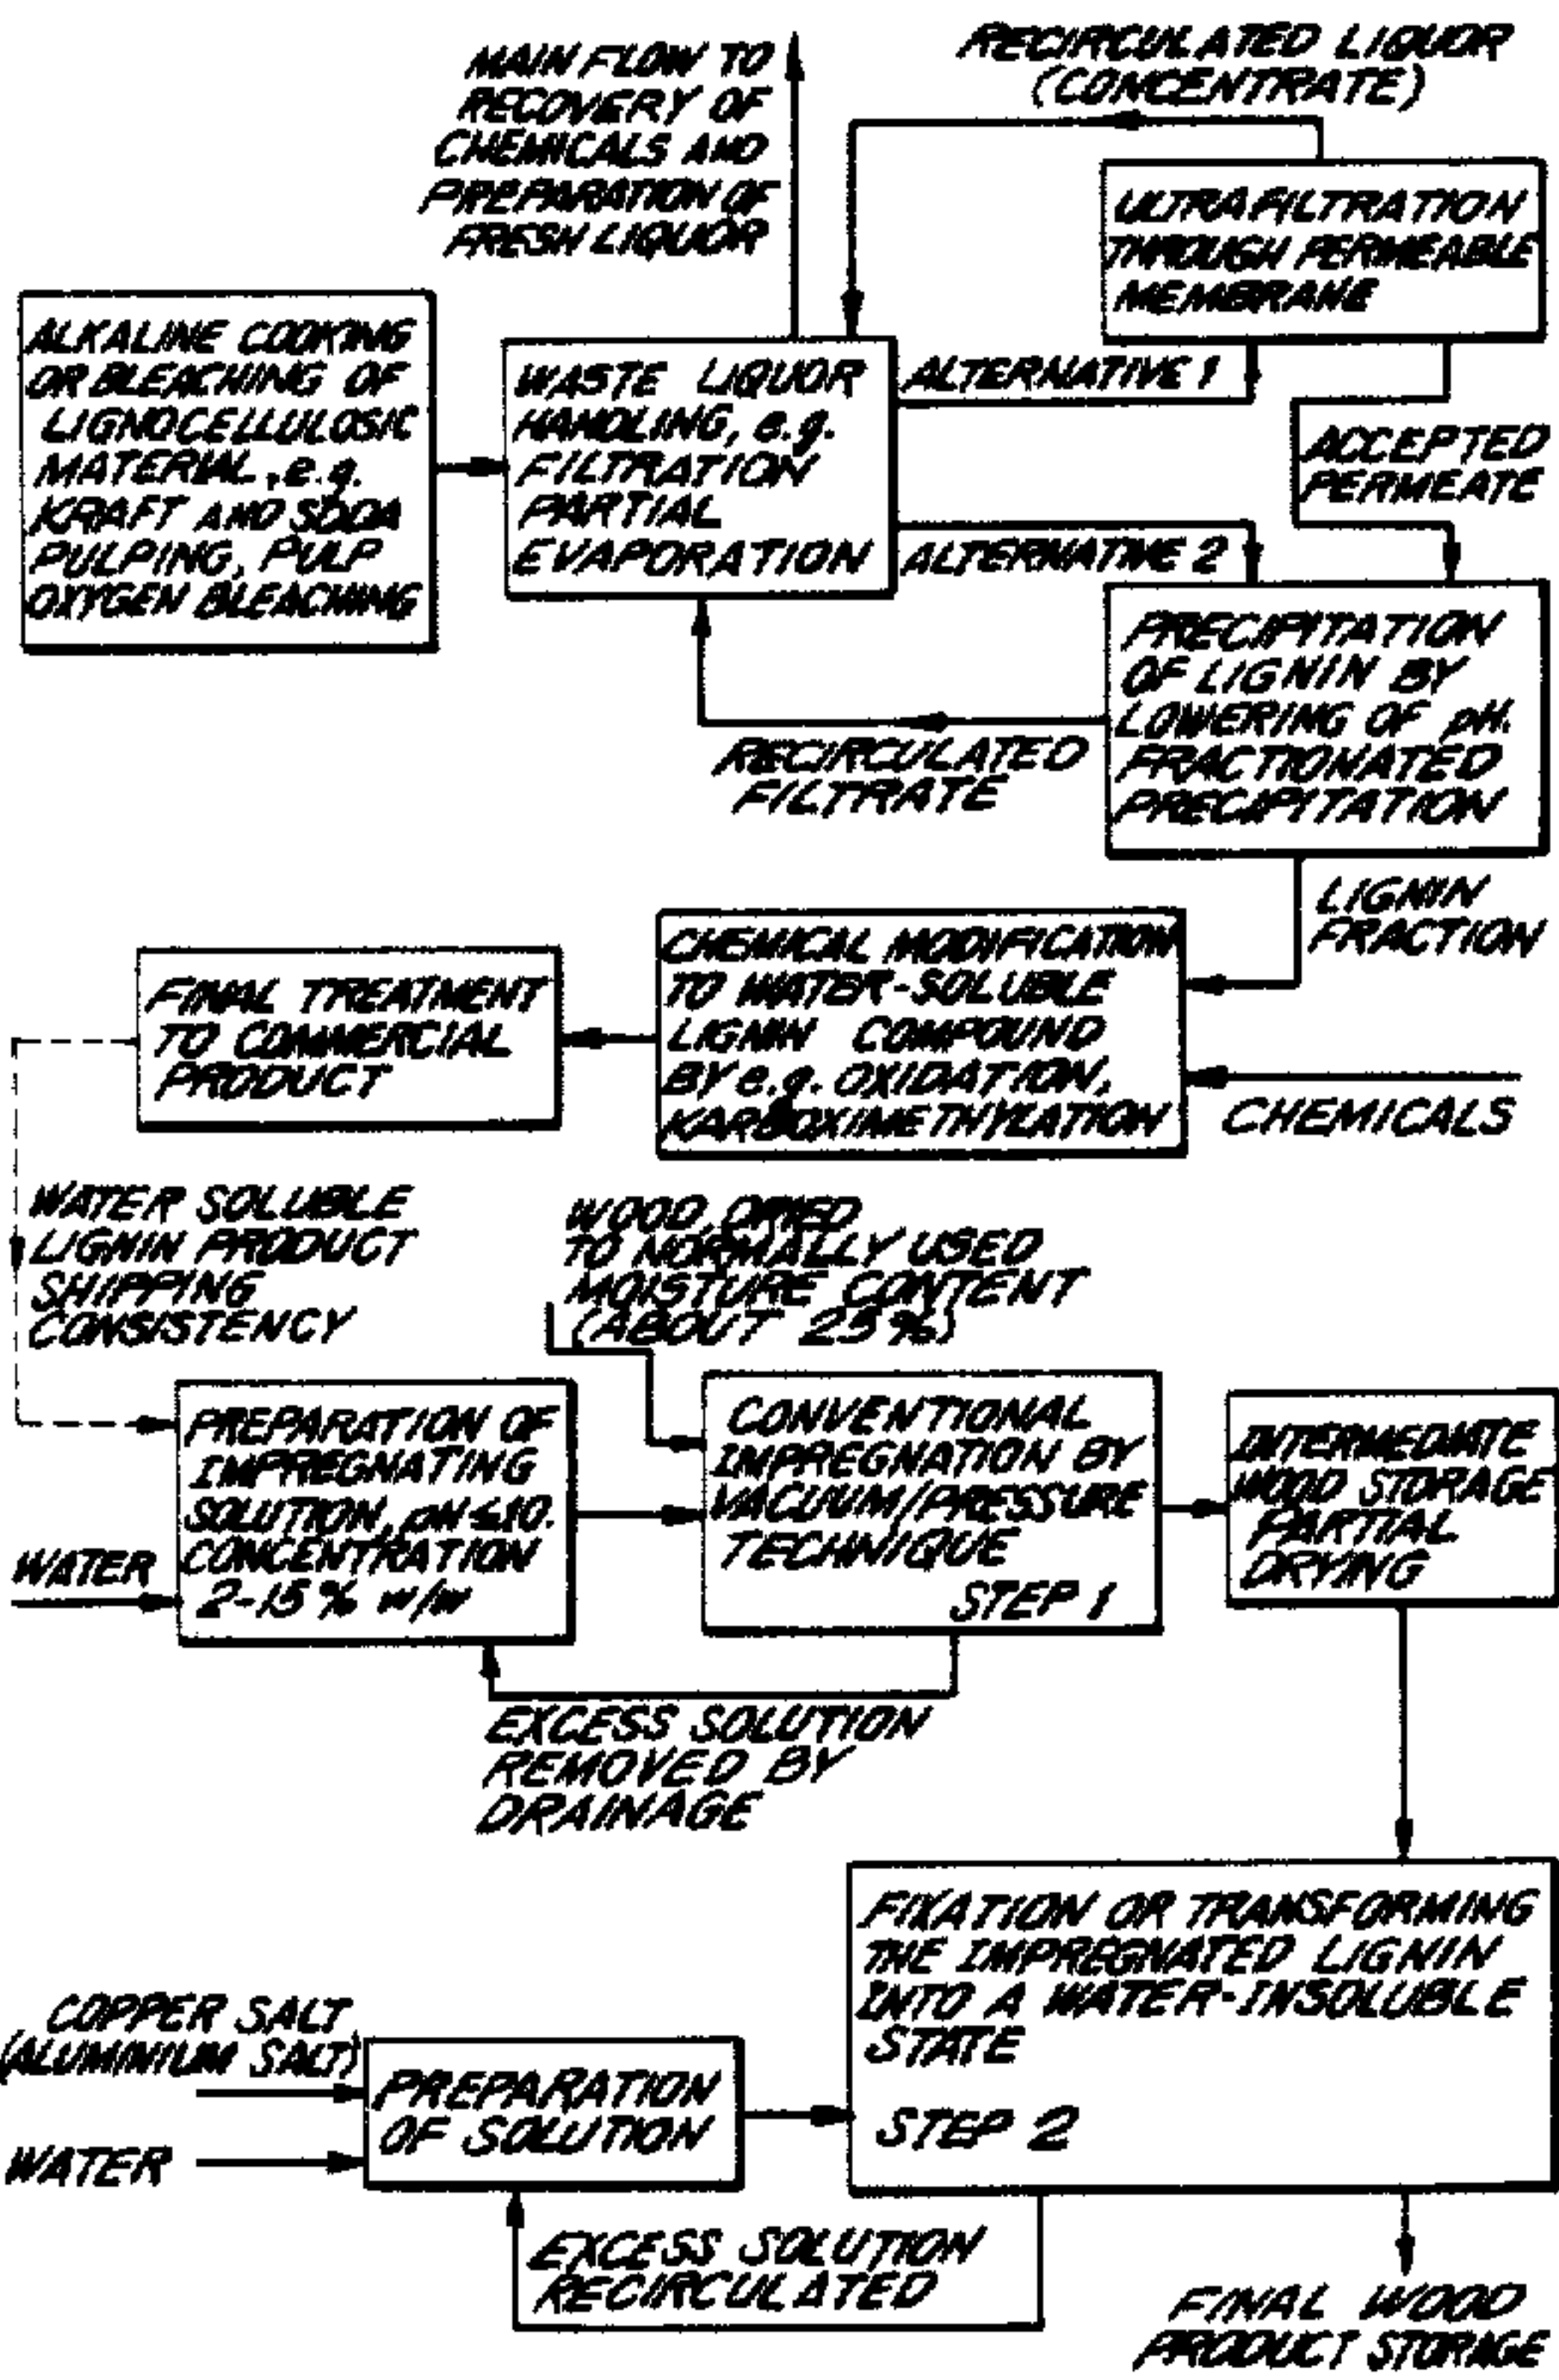 MAIN FLOW TO
RECOVERY OF
CHEMICALS AND
PREPARATION OF
FRESH LIQUOR
RECIRCULATED LIQUOR
(CONCENTRATE)
ULTRAFILTRATION
THROUGH PERMEABLE
MEMBRANE
ALKALINE COOKING
OR BLEACHING OF
LIGNOCELLULOSIC
MATERIAL, e.g.
KRAFT AND SODA
PULPING, PULP
OXYGEN BLEACHING
WASTE LIQUOR
HANDLING, e.g.
FILTRATION
PARTIAL
EVAPORATION
ALTERNATIVE 1
ALTERNATIVE 2
ACCEPTED
PERMEATE
PRECIPITATION
OF LIGNIN BY
LOWERING OF pH.
FRACTIONATED
PRECIPITATION
RECIRCULATED
FILTRATE
LIGNIN
FRACTION
CHEMICAL MODIFICATION
TO WATER-SOLUBLE
LIGNIN COMPOUND
BY e.g. OXIDATION,
KARBOXIMETHYLATION
CHEMICALS
FINAL TREATMENT
TO COMMERCIAL
PRODUCT
WATER SOLUBLE
LIGNIN PRODUCT
SHIPPING
CONSISTENCY
WOOD, DRIED
TO NORMALLY USED
MOISTURE CONTENT
(ABOUT 25%)
PREPARATION OF
IMPREGNATING
SOLUTION, pH ≤10.
CONCENTRATION
2-15% w/w
WATER
CONVENTIONAL
IMPREGNATION BY
VACUUM/PRESSURE
TECHNIQUE
STEP 1
INTERMEDIATE
WOOD STORAGE
PARTIAL
DRYING
EXCESS SOLUTION
REMOVED BY
DRAINAGE
FIXATION OR TRANSFORMING
THE IMPREGNATED LIGNIN
INTO A WATER-INSOLUBLE
STATE
STEP 2
COPPER SALT
(ALUMINIUM SALT)
WATER
PREPARATION
OF SOLUTION
EXCESS SOLUTION
RECIRCULATED
FINAL WOOD
PRODUCT STORAGE